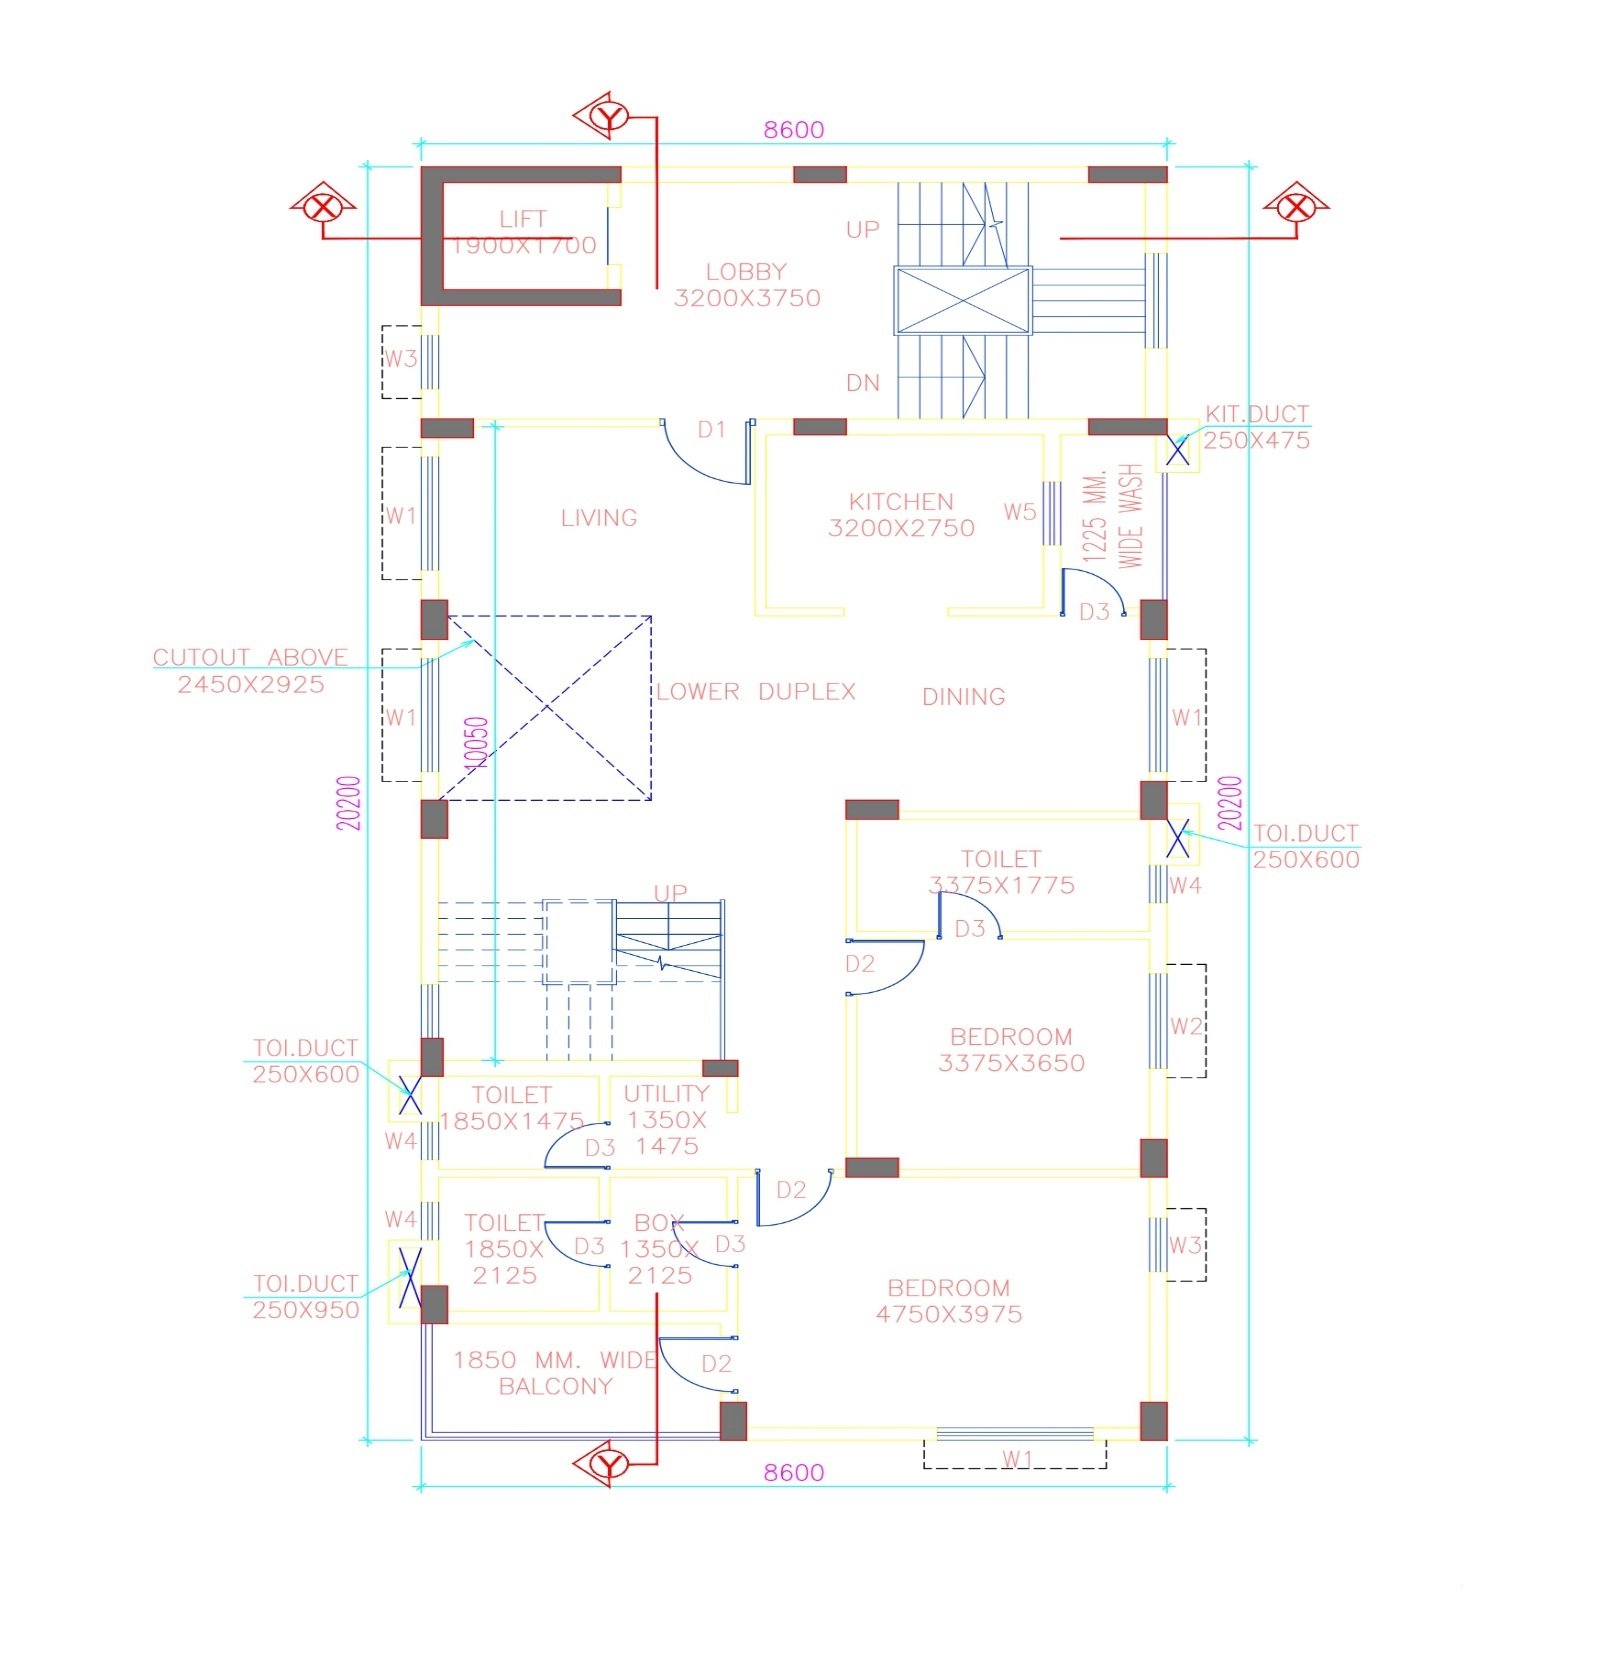 Y
8600
X
X
LIFT
1900X1700
UP
LOBBY
3200X3750
W3
DN
KIT.DUCT
250X475
D1
W1
LIVING
KITCHEN
3200X2750
W5
1225 MM.
WIDE WASH
D3
CUTOUT ABOVE
2450X2925
LOWER DUPLEX
DINING
W1
W1
10050
20200
20200
TOI.DUCT
250X600
TOILET
3375X1775
W4
UP
D3
D2
W2
BEDROOM
3375X3650
TOI.DUCT
250X600
TOILET
1850X1475
UTILITY
1350X
1475
W4
D3
D2
W4
TOILET
1850X
2125
D3
BOX
1350X
2125
D3
W3
TOI.DUCT
250X950
BEDROOM
4750X3975
1850 MM. WIDE
BALCONY
D2
W1
Y
8600